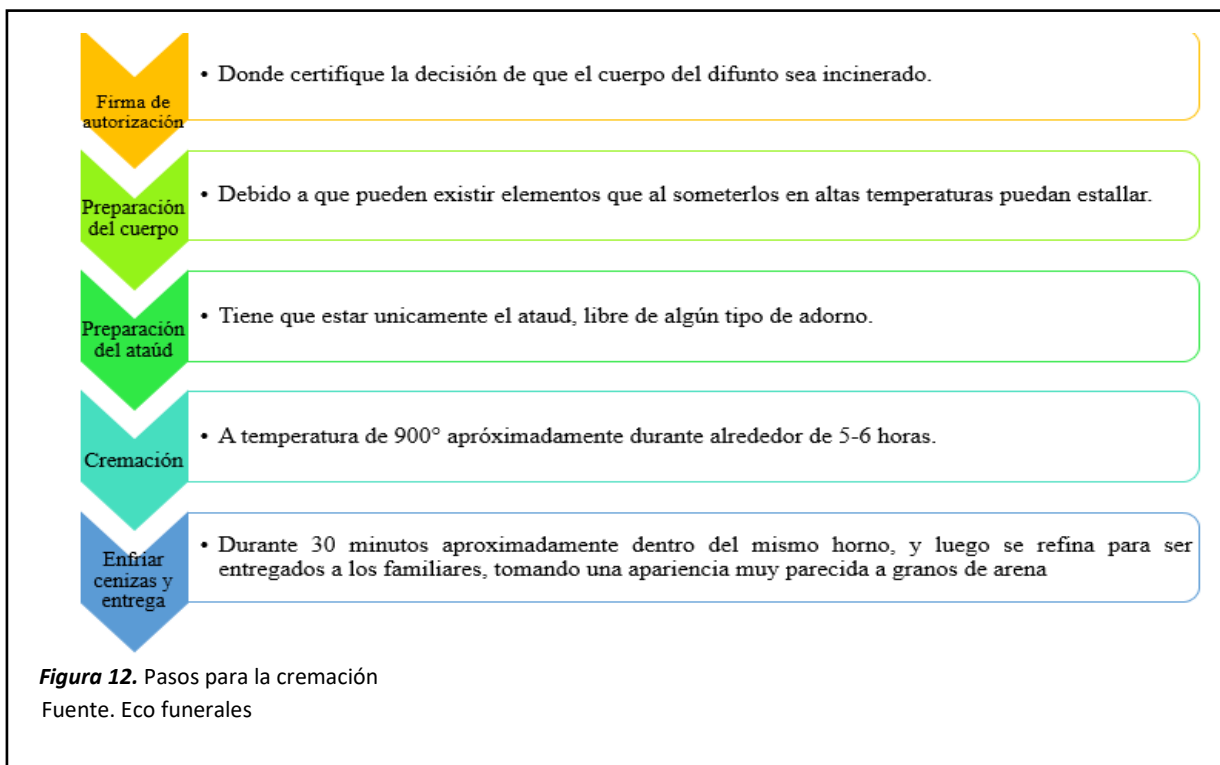 Firma de
autorización
• Donde certifique la decisión de que el cuerpo del difunto sea incinerado.
Preparación
del cuerpo
• Debido a que pueden existir elementos que al someterlos en altas temperaturas puedan estallar.
Preparación
del ataúd
• Tiene que estar unicamente el ataud, libre de algún tipo de adorno.
Cremación
• A temperatura de 900° apróximadamente durante alrededor de 5-6 horas.
Enfriar
cenizas y
entrega
• Durante 30 minutos aproximadamente dentro del mismo horno, y luego se refina para ser
entregados a los familiares, tomando una apariencia muy parecida a granos de arena
Figura 12. Pasos para la cremación
Fuente. Eco funerales